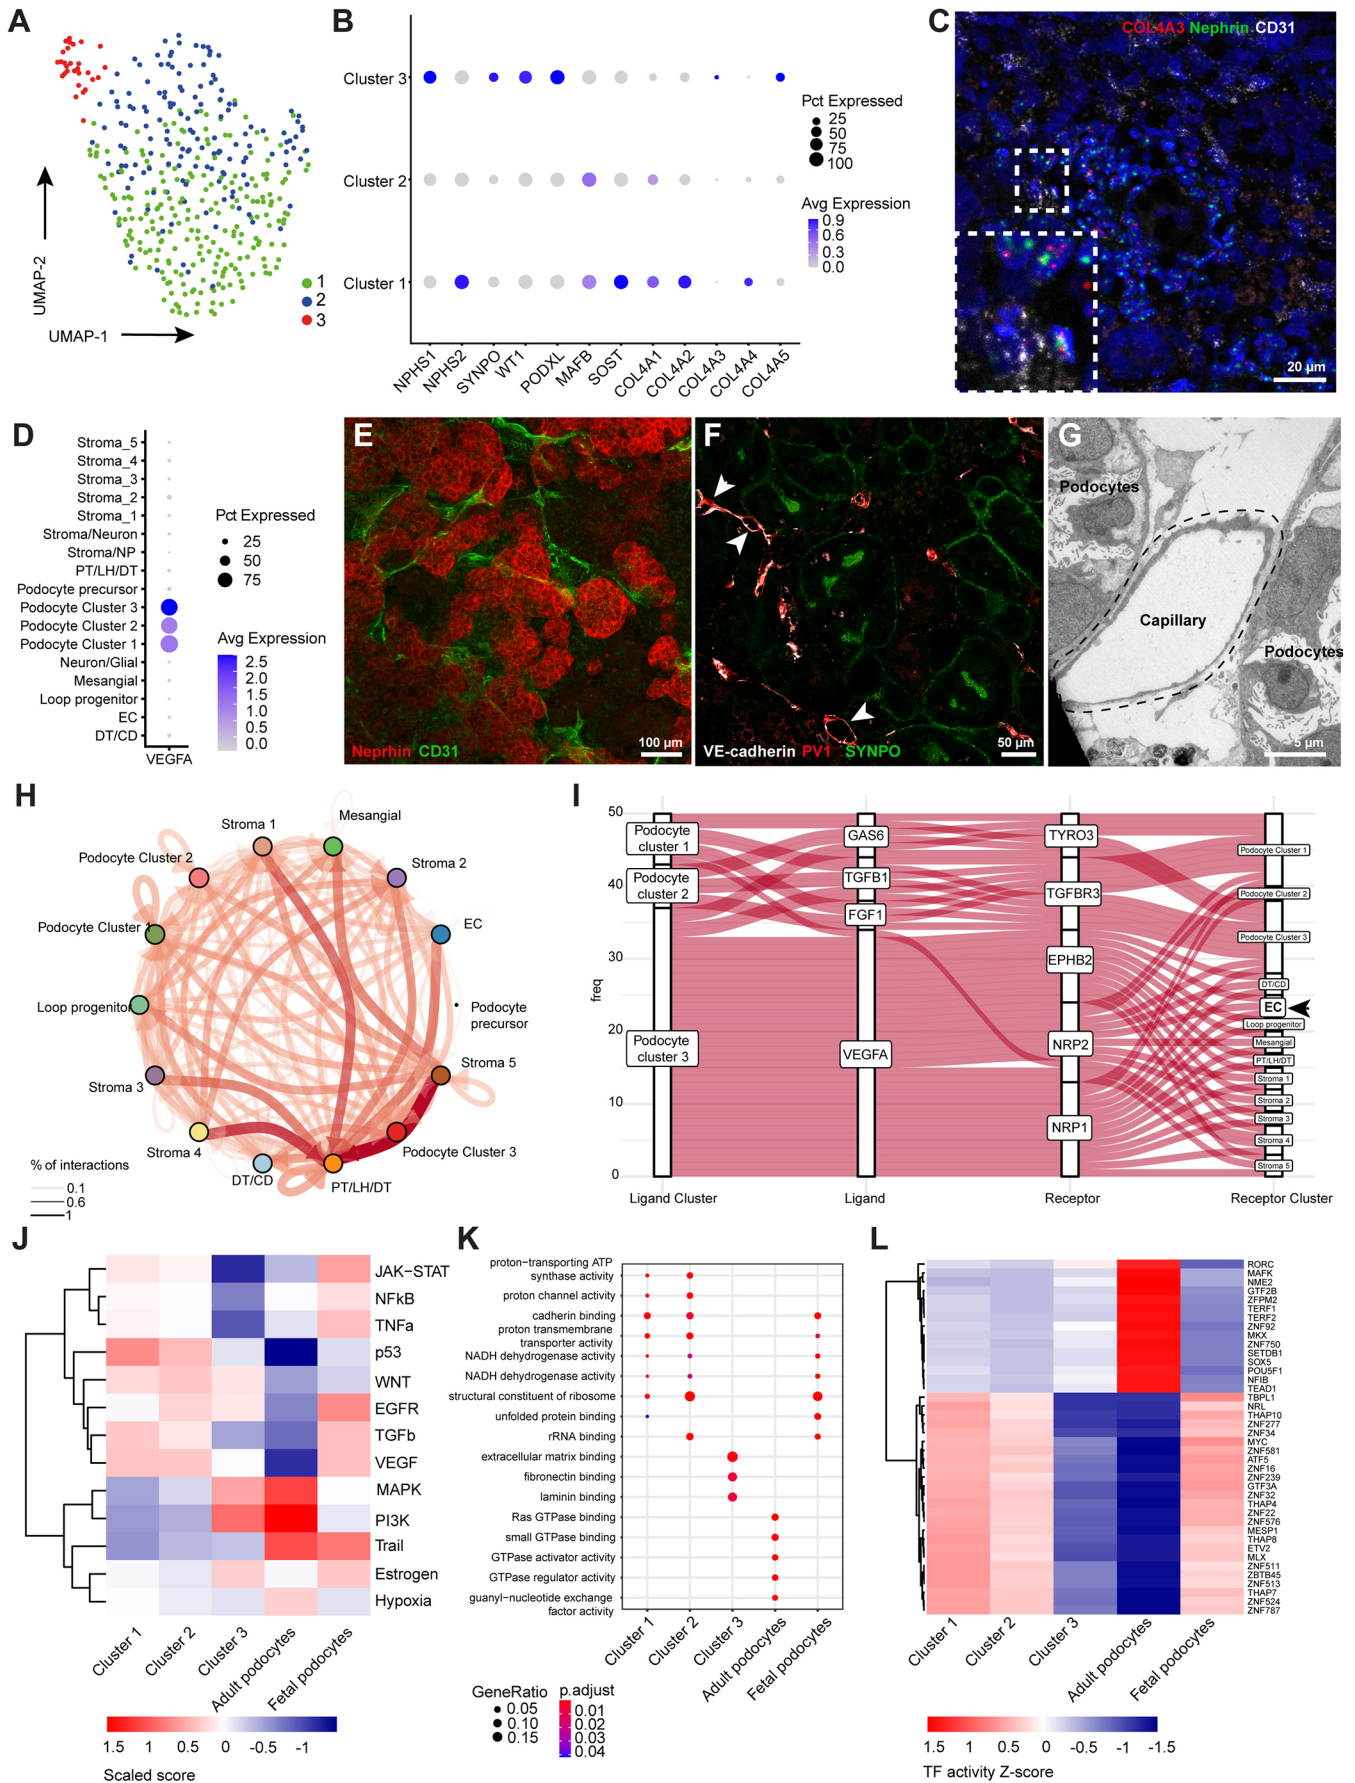 A
UMAP-2
UMAP-1
1
2
3
B
Cluster 3
Cluster 2
Cluster 1
NPHS1
NPHS2
SYNPO
WT1
PODXL
MAFB
SOST
COL4A1
COL4A2
COL4A3
COL4A4
COL4A5
Pct Expressed
25
50
75
100
Avg Expression
0.9
0.6
0.3
0.0
C
COL4A3 Nephrin CD31
20 µm
D
Stroma_5
Stroma_4
Stroma_3
Stroma_2
Stroma_1
Stroma/Neuron
Stroma/NP
PT/LH/DT
Podocyte precursor
Podocyte Cluster 3
Podocyte Cluster 2
Podocyte Cluster 1
Neuron/Glial
Mesangial
Loop progenitor
EC
DT/CD
VEGFA
Pct Expressed
25
50
75
Avg Expression
2.5
2.0
1.5
1.0
0.5
0.0
E
Neprhin CD31
100 µm
F
VE-cadherin PV1 SYNPO
50 µm
G
Podocytes
Capillary
Podocytes
5 µm
H
Mesangial
Stroma 1
Stroma 2
Podocyte Cluster 2
EC
Podocyte Cluster 1
Podocyte
precursor
Loop progenitor
Stroma 5
Stroma 3
Podocyte Cluster 3
Stroma 4
DT/CD
PT/LH/DT
% of interactions
0.1
0.6
1
I
freq
50
40
30
20
10
0
Podocyte
cluster 1
Podocyte
cluster 2
Podocyte
cluster 3
GAS6
TGFB1
FGF1
VEGFA
TYRO3
TGFBR3
EPHB2
NRP2
NRP1
Podocyte Cluster 1
Podocyte Cluster 2
Podocyte Cluster 3
DT/CD
EC
Loop progenitor
Mesangial
PT/LH/DT
Stroma 1
Stroma 2
Stroma 3
Stroma 4
Stroma 5
Ligand Cluster
Ligand
Receptor
Receptor Cluster
J
JAK−STAT
NFkB
TNFa
p53
WNT
EGFR
TGFb
VEGF
MAPK
PI3K
Trail
Estrogen
Hypoxia
Cluster 1
Cluster 2
Cluster 3
Adult podocytes
Fetal podocytes
1.5 1 0.5 0 -0.5 -1
Scaled score
K
proton−transporting ATP
synthase activity
proton channel activity
cadherin binding
proton transmembrane
transporter activity
NADH dehydrogenase activity
NADH dehydrogenase activity
structural constituent of ribosome
unfolded protein binding
rRNA binding
extracellular matrix binding
fibronectin binding
laminin binding
Ras GTPase binding
small GTPase binding
GTPase activator activity
GTPase regulator activity
guanyl−nucleotide exchange
factor activity
Cluster 1
Cluster 2
Cluster 3
Adult podocytes
Fetal podocytes
GeneRatio
0.05
0.10
0.15
p.adjust
0.01
0.02
0.03
0.04
L
RORC
MAFK
NME2
GTF2B
ZFPM2
TERF1
TERF2
ZNF92
MKX
ZNF750
SETDB1
SOX5
POU5F1
NFIB
TEAD1
TBPL1
NRL
THAP10
ZNF277
ZNF34
MYC
ZNF581
ATF5
ZNF16
ZNF239
GTF3A
ZNF32
THAP4
ZNF22
ZNF576
MESP1
THAP8
ETV2
MLX
ZNF511
ZBTB45
ZNF513
THAP7
ZNF524
ZNF787
Cluster 1
Cluster 2
Cluster 3
Adult podocytes
Fetal podocytes
1.5 1 0.5 0 -0.5 -1 -1.5
TF activity Z-score